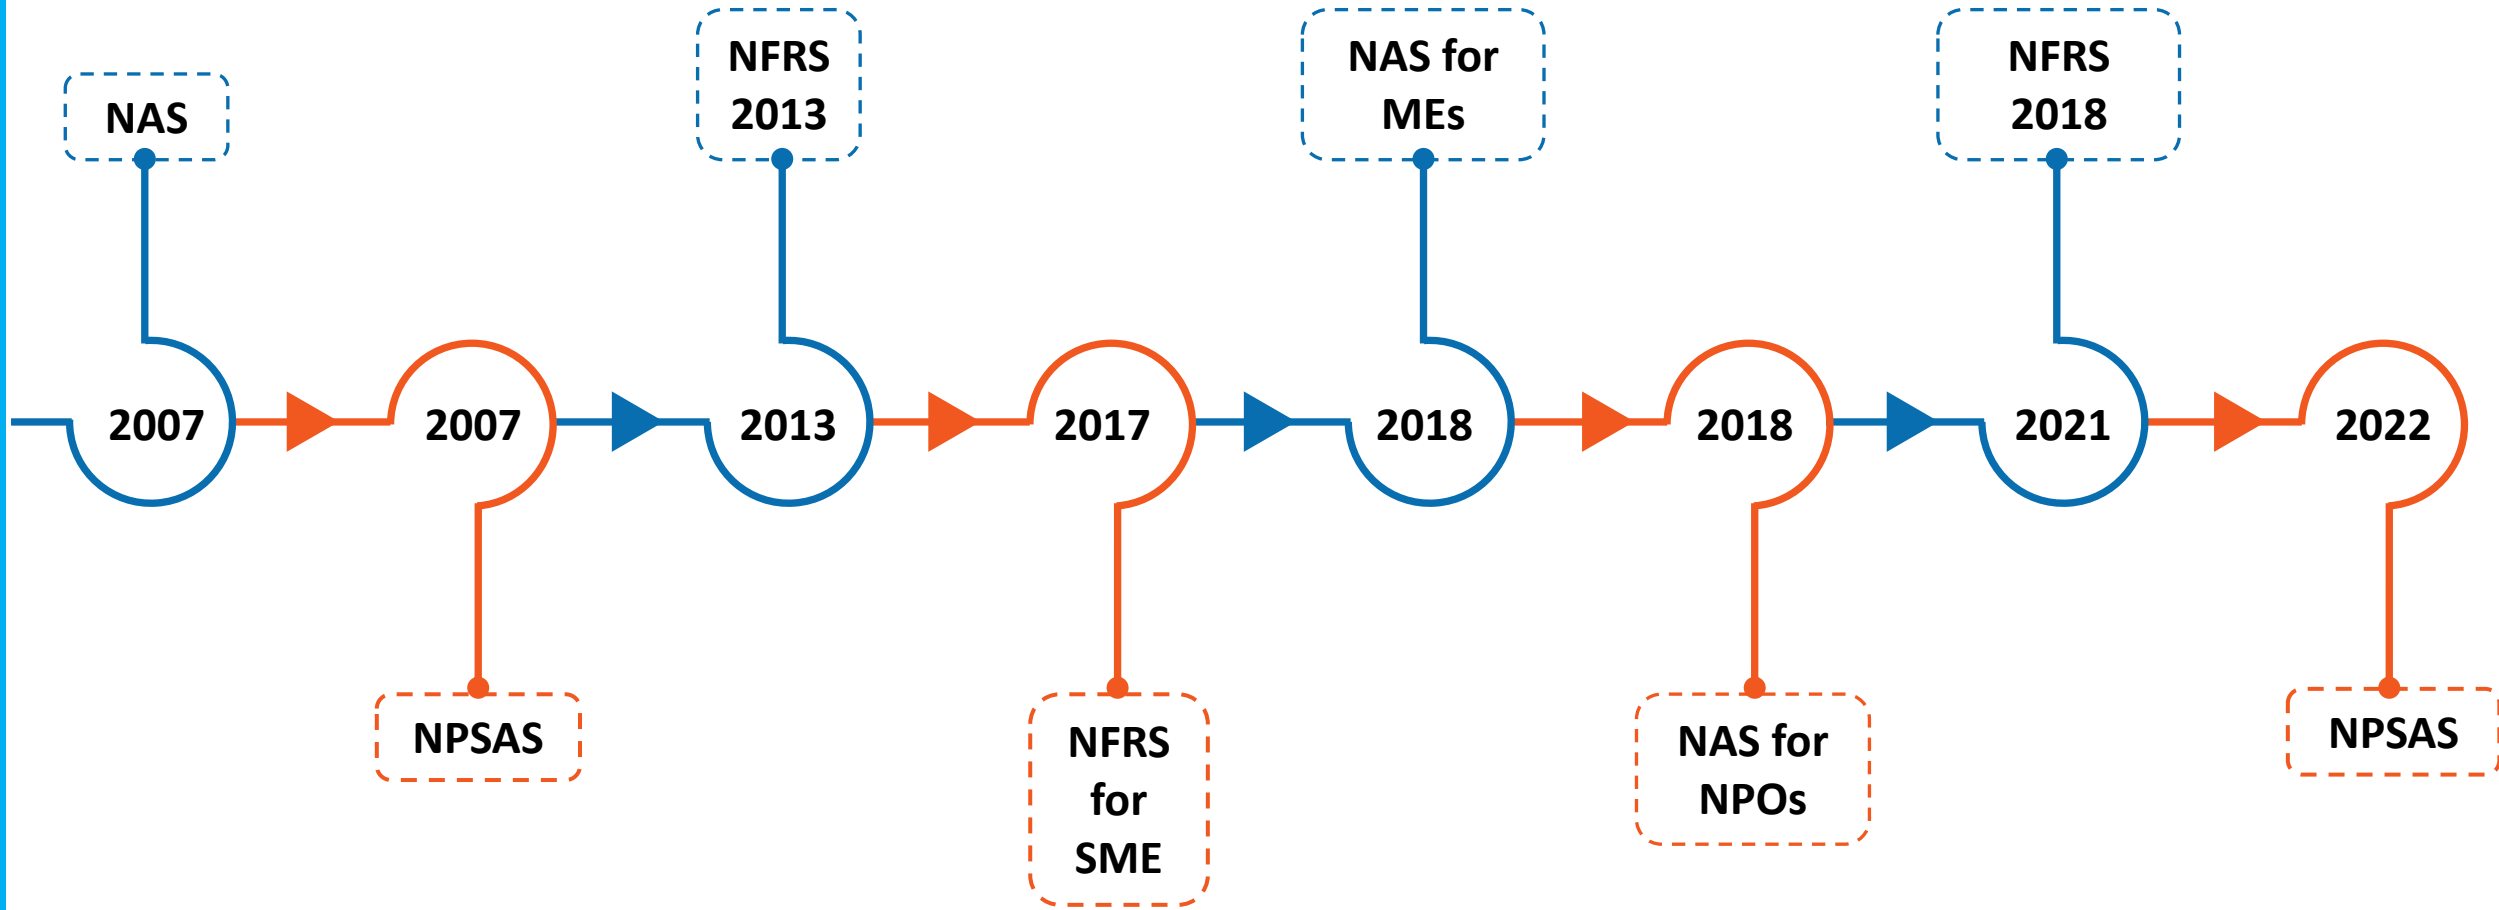 NAS
NFRS
2013
NAS for
MEs
NFRS
2018
2007
2007
2013
2017
2018
2018
2021
2022
NPSAS
NFRS
for
SME
NAS for
NPOs
NPSAS